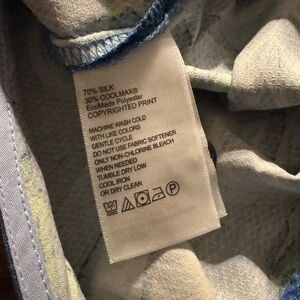 70% SILK
30% COOLMAX®
EcoMade Polyester
COPYRIGHTED PRINT
MACHINE WASH COLD
WITH LIKE COLORS
GENTLE CYCLE
DO NOT USE FABRIC SOFTENER
ONLY NON-CHLORINE BLEACH
WHEN NEEDED
TUMBLE DRY LOW
COOL IRON
OR DRY CLEAN
P